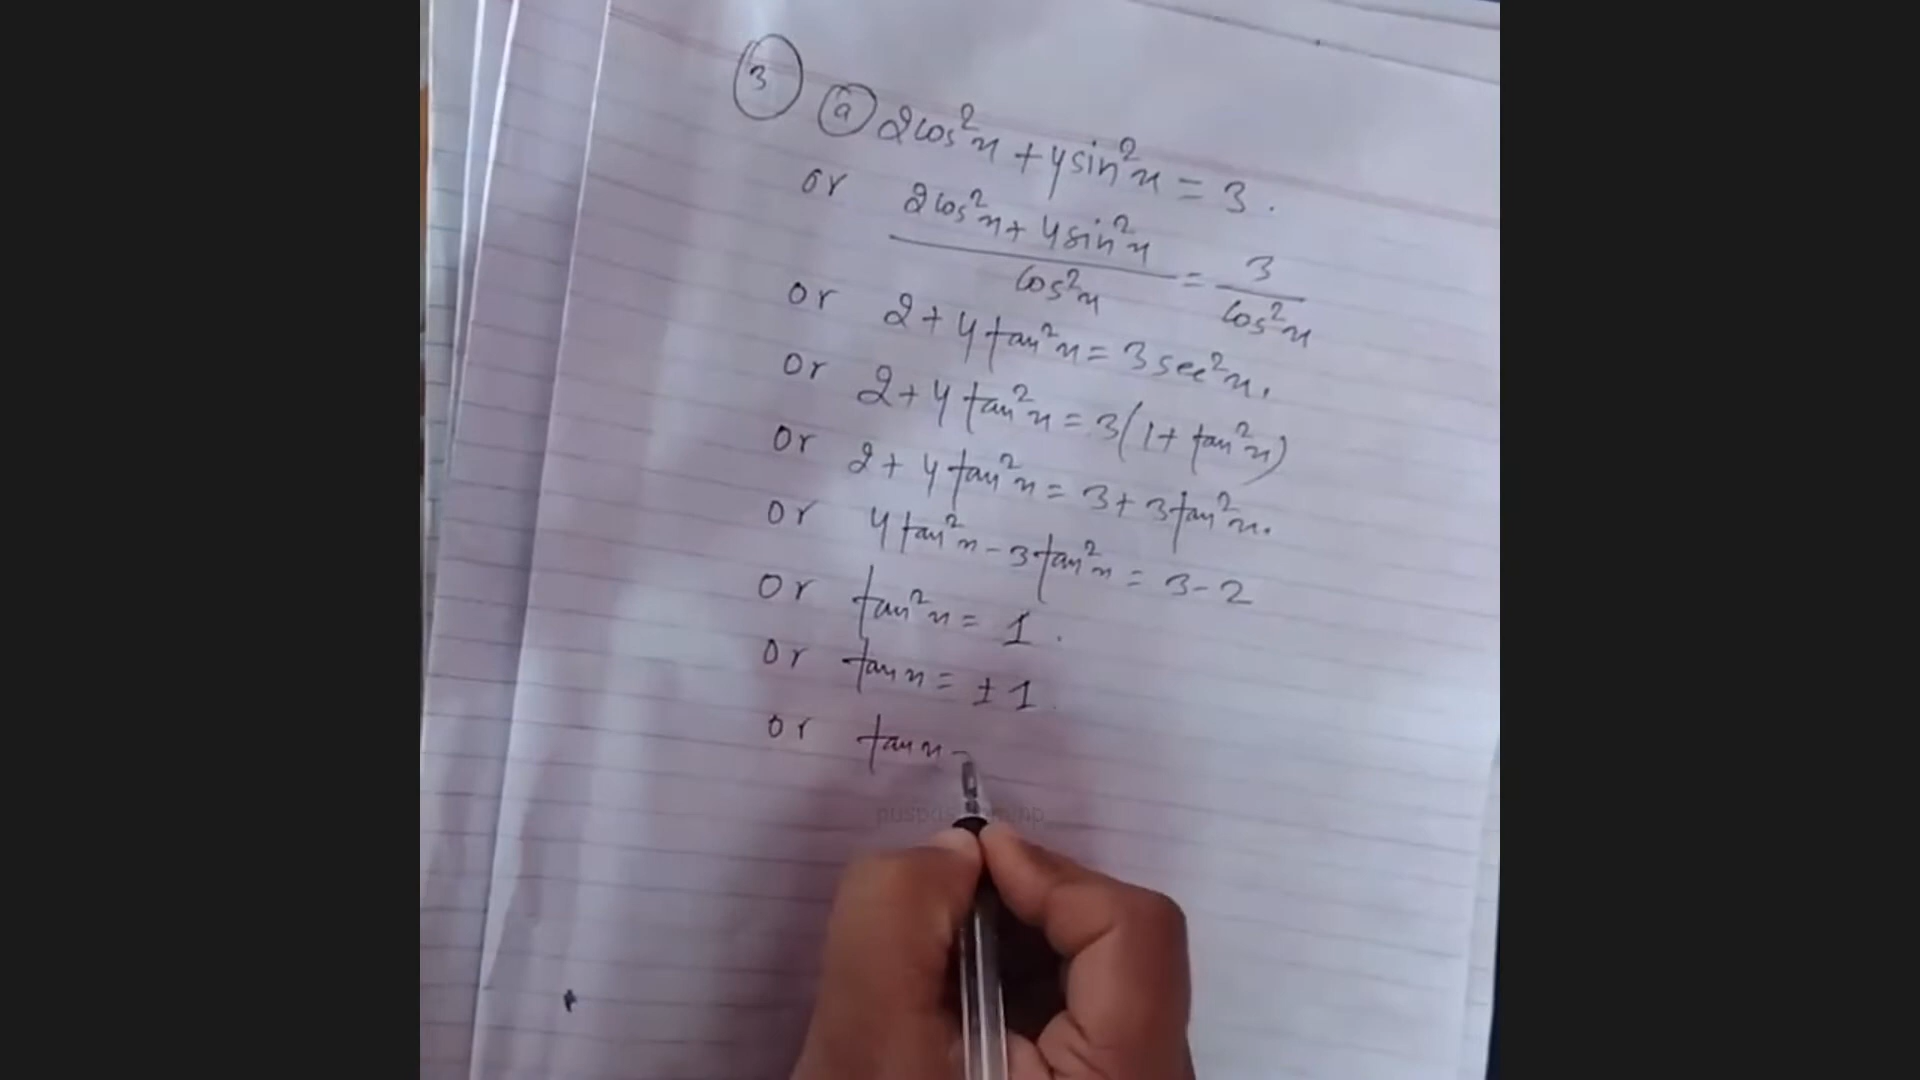 3 a 2cos²x + 4sin²x = 3.
or (2cos²x + 4sin²x)/cos²x = 3/cos²x
or 2 + 4tan²x = 3sec²x.
or 2 + 4tan²x = 3(1 + tan²x)
or 2 + 4tan²x = 3 + 3tan²x.
or 4tan²x - 3tan²x = 3 - 2
or tan²x = 1.
or tan x = ± 1.
or tan x -